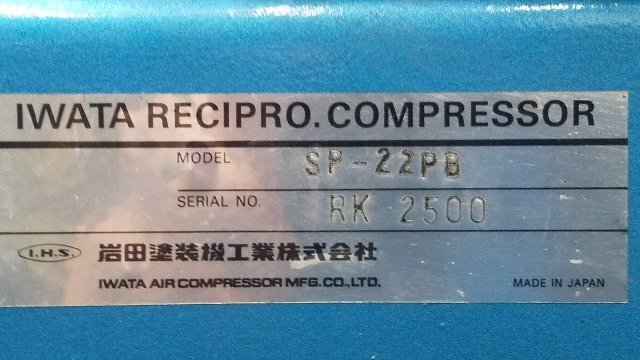 IWATA RECIPRO. COMPRESSOR
MODEL SP-22PB
SERIAL NO. RK 2500
I.H.S. 岩田塗装機工業株式会社
IWATA AIR COMPRESSOR MFG.CO.,LTD. MADE IN JAPAN